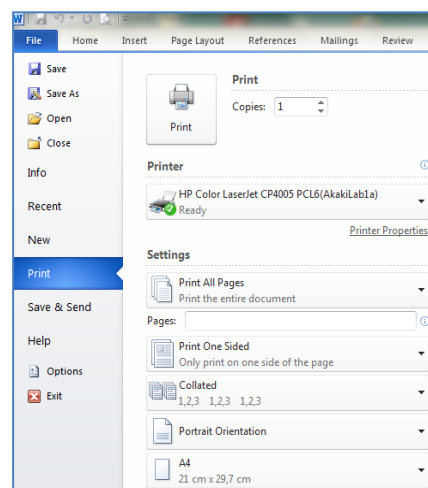 W
File Home Insert Page Layout References Mailings Review
Save
Save As
Open
Close
Info
Recent
New
Print
Save & Send
Help
Options
Exit
Print
Print
Copies: 1
Printer
HP Color LaserJet CP4005 PCL6(AkakiLab1a)
Ready
Printer Properties
Settings
Print All Pages
Print the entire document
Pages:
Print One Sided
Only print on one side of the page
Collated
1,2,3 1,2,3 1,2,3
Portrait Orientation
A4
21 cm x 29,7 cm